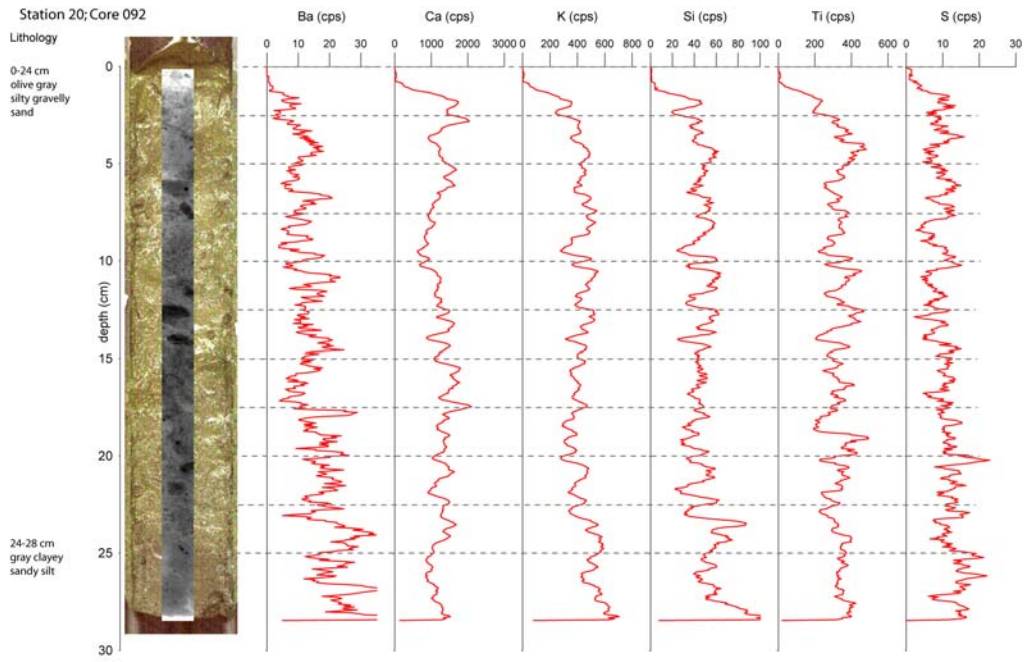 Station 20; Core 092
Ba (cps) Ca (cps) K (cps) Si (cps) Ti (cps) S (cps)
Lithology
0 10 20 30 0 1000 2000 3000 0 200 400 600 800 0 20 40 60 80 100 0 200 400 600 0 10 20 30
0
0-24 cm
olive gray
silty gravelly
sand
5
10
depth (cm)
15
20
24-28 cm
gray clayey
sandy silt
25
30